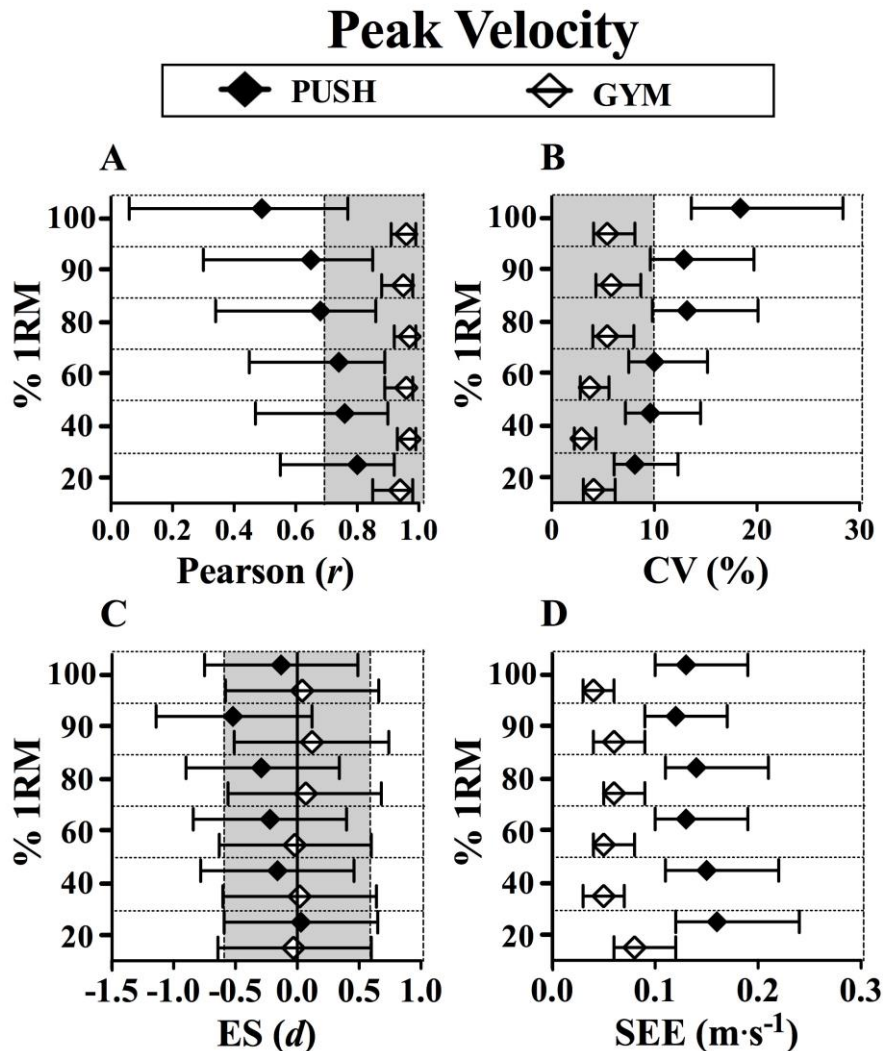 Peak Velocity
PUSH GYM
A B
% 1RM
100
90
80
60
40
20
0.0 0.2 0.4 0.6 0.8 1.0
Pearson (r)
% 1RM
100
90
80
60
40
20
0 10 20 30
CV (%)
C D
% 1RM
100
90
80
60
40
20
-1.5 -1.0 -0.5 0.0 0.5 1.0
ES (d)
% 1RM
100
90
80
60
40
20
0.0 0.1 0.2 0.3
SEE (m·s⁻¹)